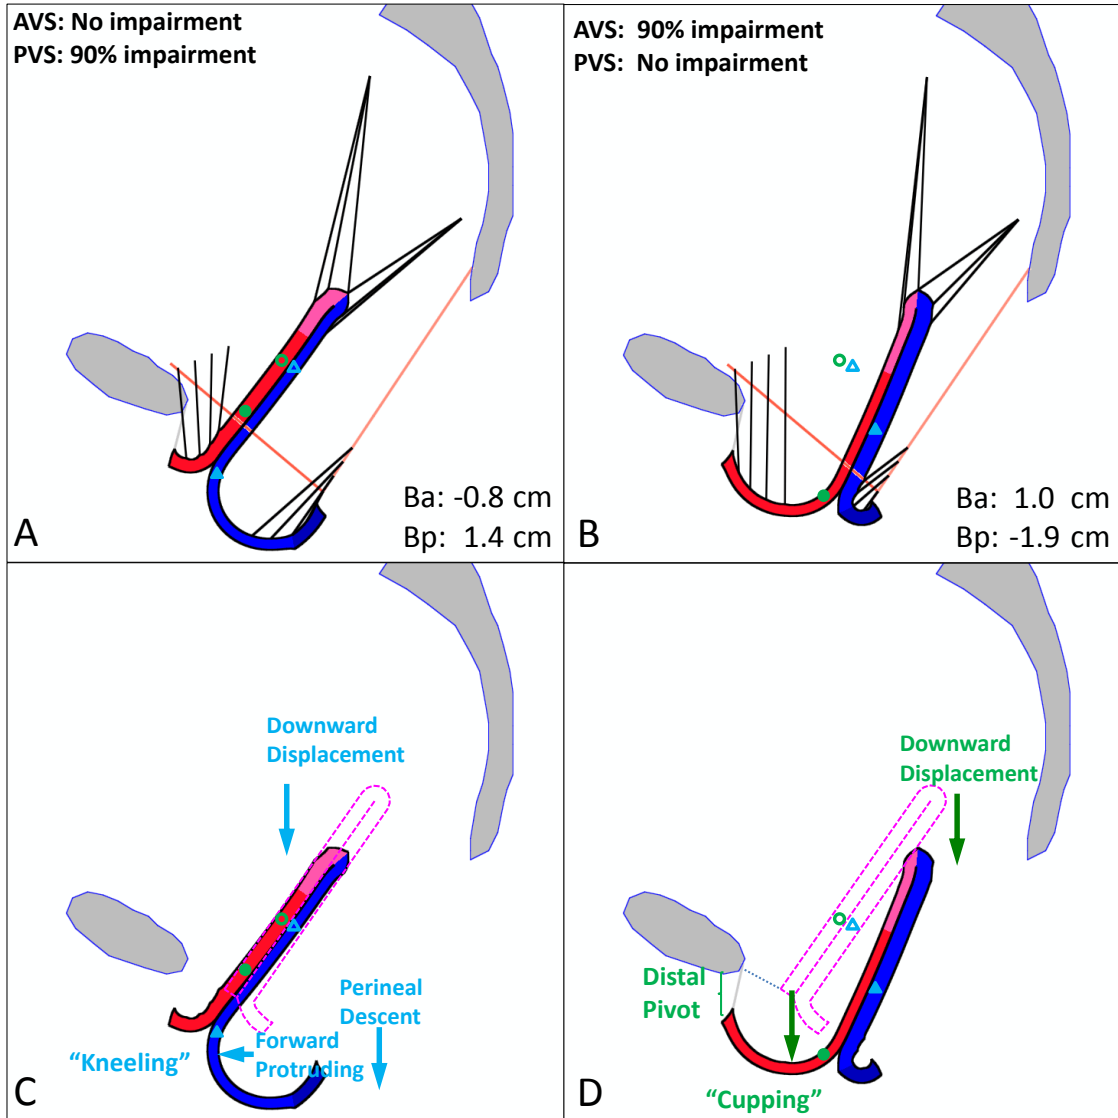 AVS: No impairment
PVS: 90% impairment
Ba: -0.8 cm
Bp: 1.4 cm
A
AVS: 90% impairment
PVS: No impairment
Ba: 1.0 cm
Bp: -1.9 cm
B
Downward
Displacement
Perineal
Descent
“Kneeling”
Forward
Protruding
C
Downward
Displacement
Distal
Pivot
“Cupping”
D